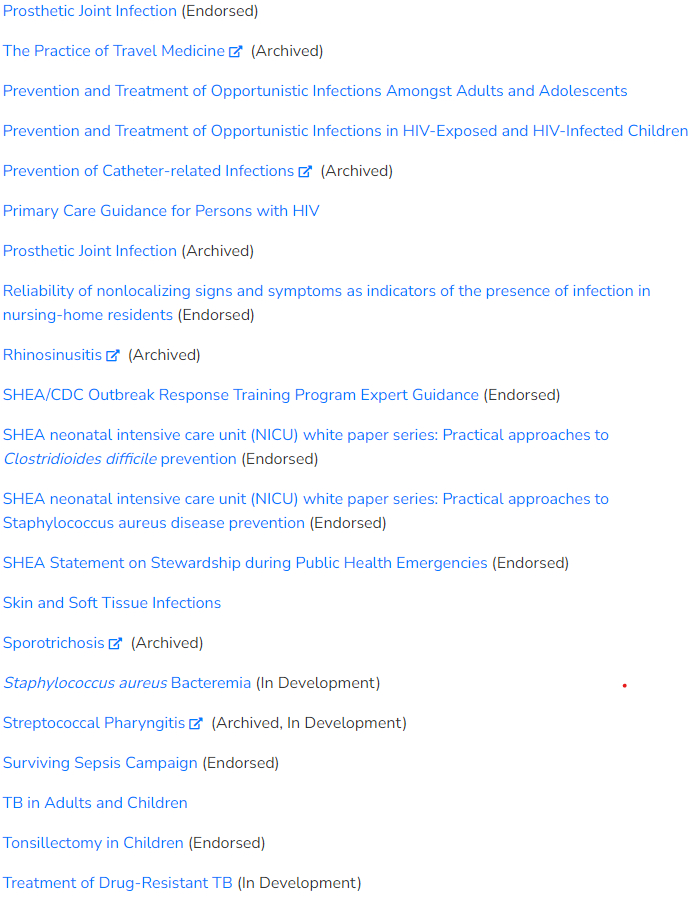 Prosthetic Joint Infection (Endorsed)
The Practice of Travel Medicine (Archived)
Prevention and Treatment of Opportunistic Infections Amongst Adults and Adolescents
Prevention and Treatment of Opportunistic Infections in HIV-Exposed and HIV-Infected Children
Prevention of Catheter-related Infections (Archived)
Primary Care Guidance for Persons with HIV
Prosthetic Joint Infection (Archived)
Reliability of nonlocalizing signs and symptoms as indicators of the presence of infection in
nursing-home residents (Endorsed)
Rhinosinusitis (Archived)
SHEA/CDC Outbreak Response Training Program Expert Guidance (Endorsed)
SHEA neonatal intensive care unit (NICU) white paper series: Practical approaches to
Clostridioides difficile prevention (Endorsed)
SHEA neonatal intensive care unit (NICU) white paper series: Practical approaches to
Staphylococcus aureus disease prevention (Endorsed)
SHEA Statement on Stewardship during Public Health Emergencies (Endorsed)
Skin and Soft Tissue Infections
Sporotrichosis (Archived)
Staphylococcus aureus Bacteremia (In Development)
Streptococcal Pharyngitis (Archived, In Development)
Surviving Sepsis Campaign (Endorsed)
TB in Adults and Children
Tonsillectomy in Children (Endorsed)
Treatment of Drug-Resistant TB (In Development)